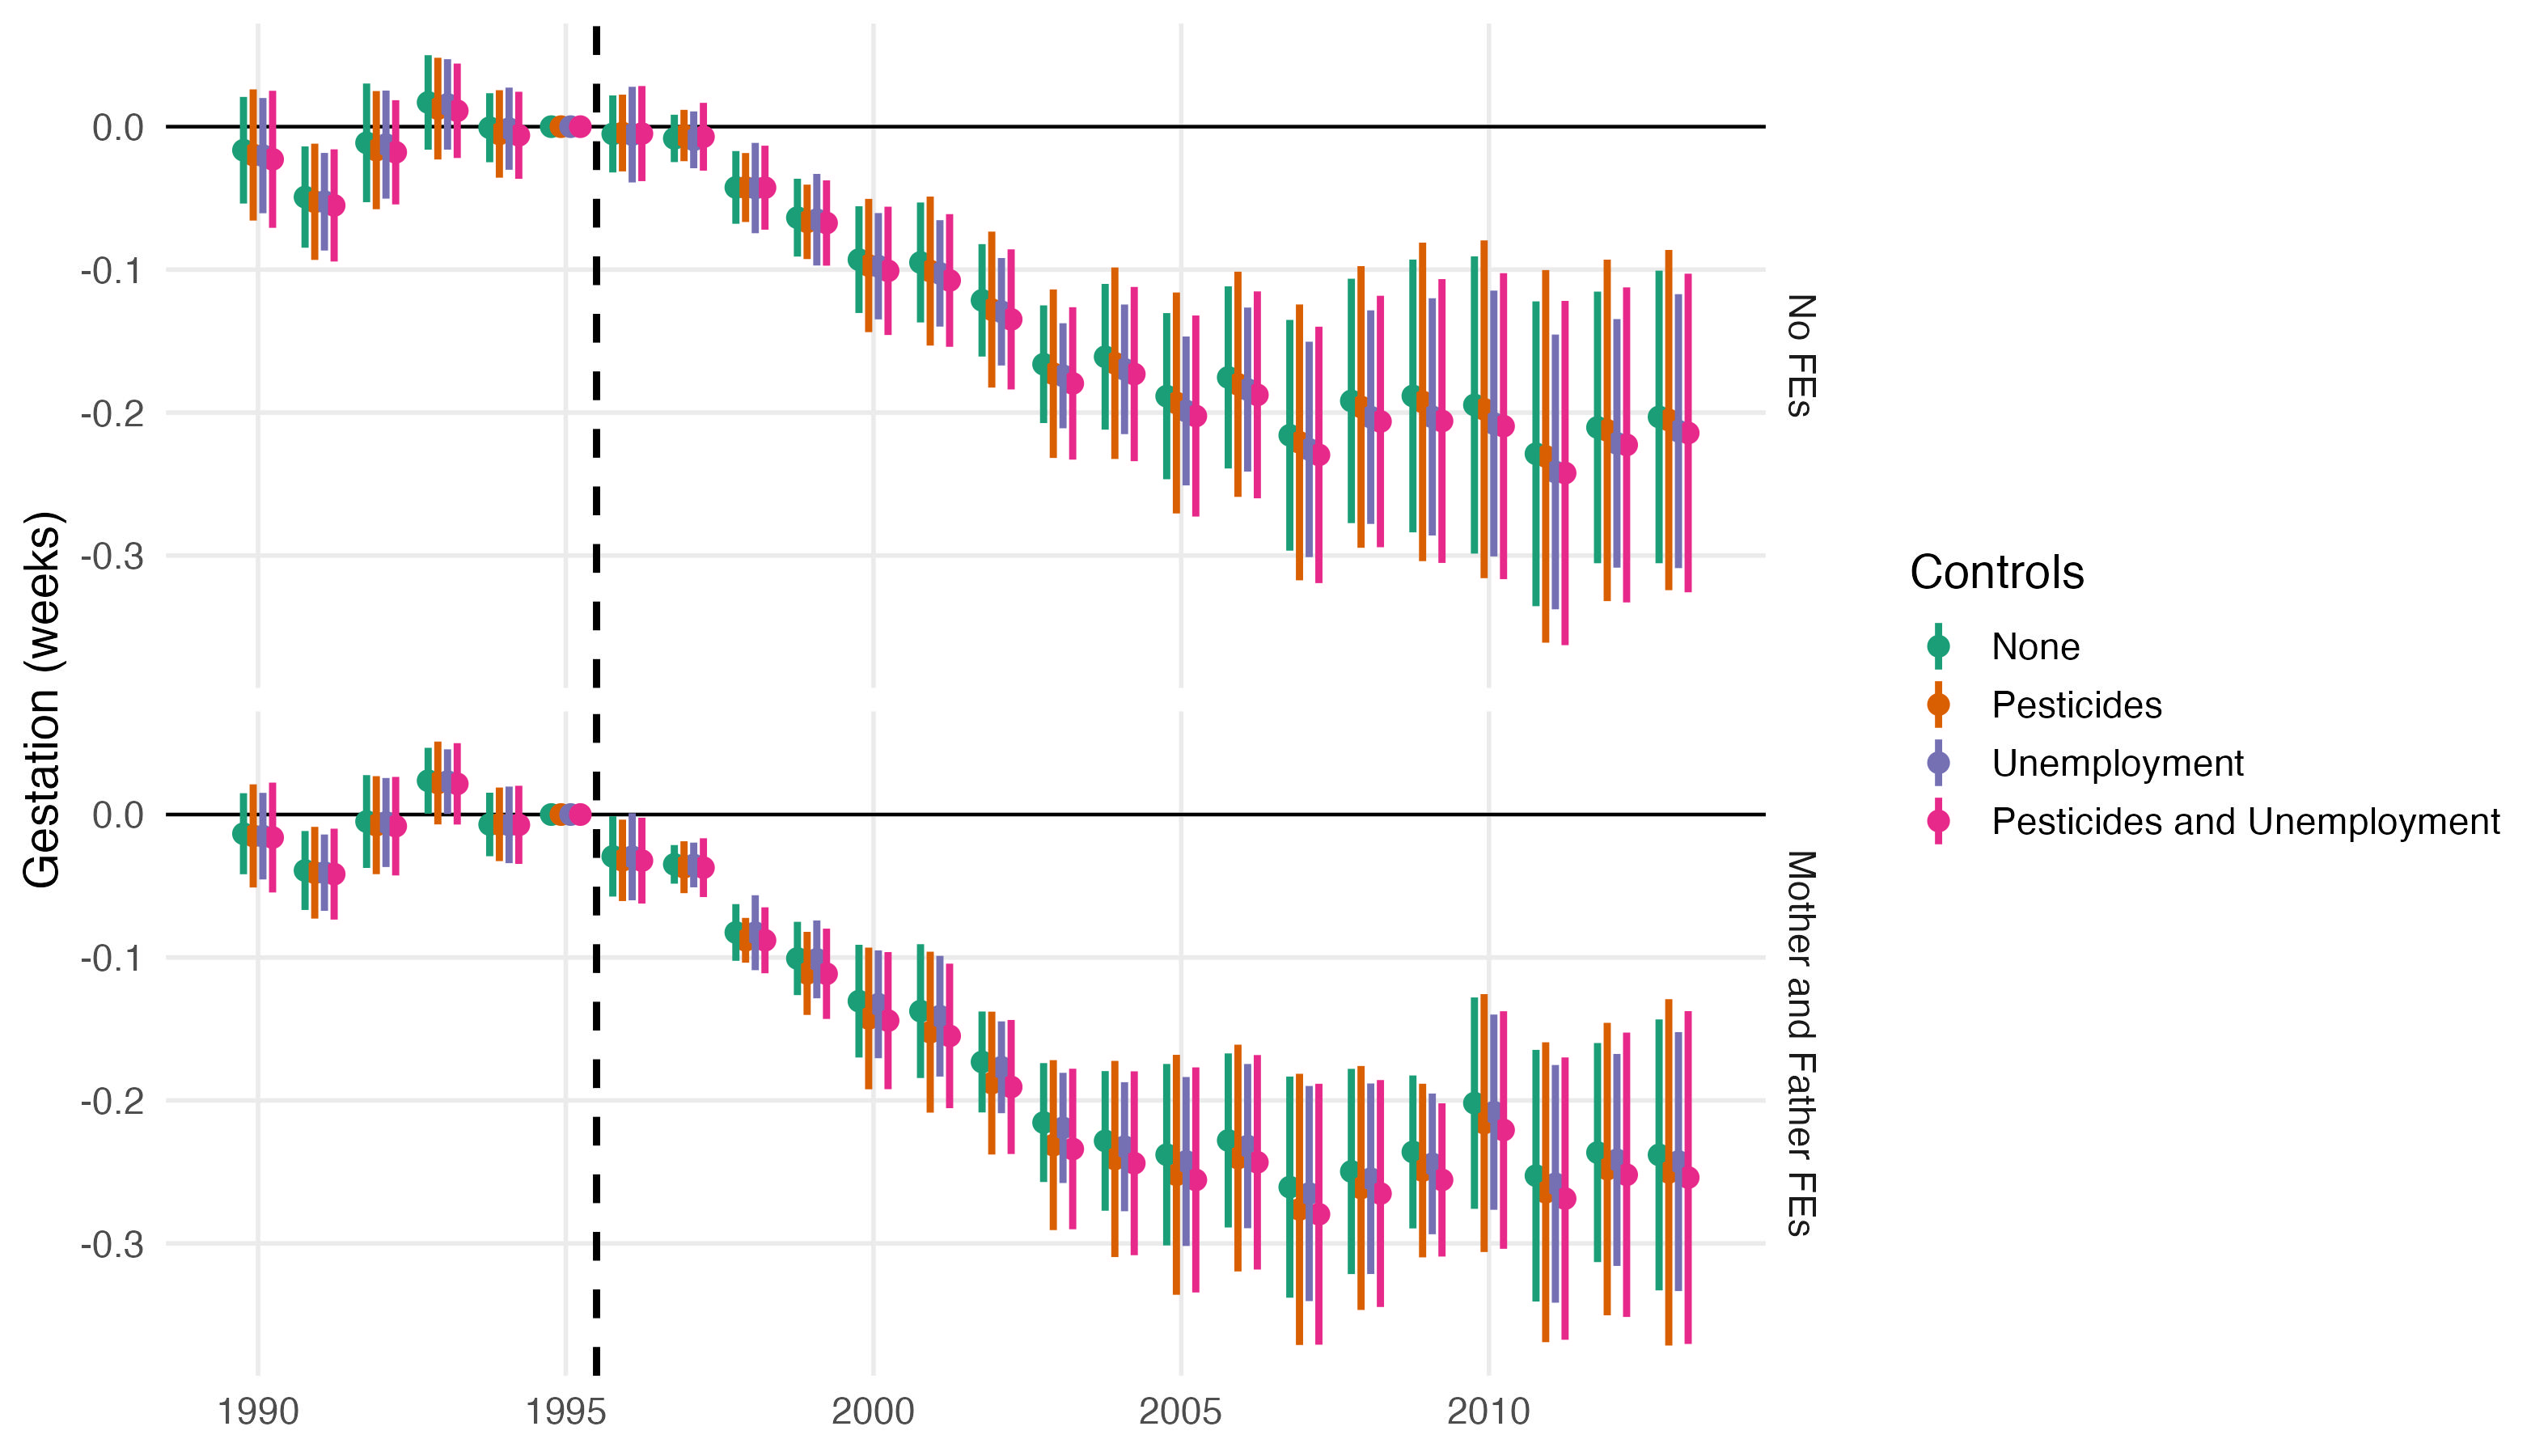 Gestation (weeks)
0.0
-0.1
-0.2
-0.3
No FEs
0.0
-0.1
-0.2
-0.3
Mother and Father FEs
1990
1995
2000
2005
2010
Controls
None
Pesticides
Unemployment
Pesticides and Unemployment